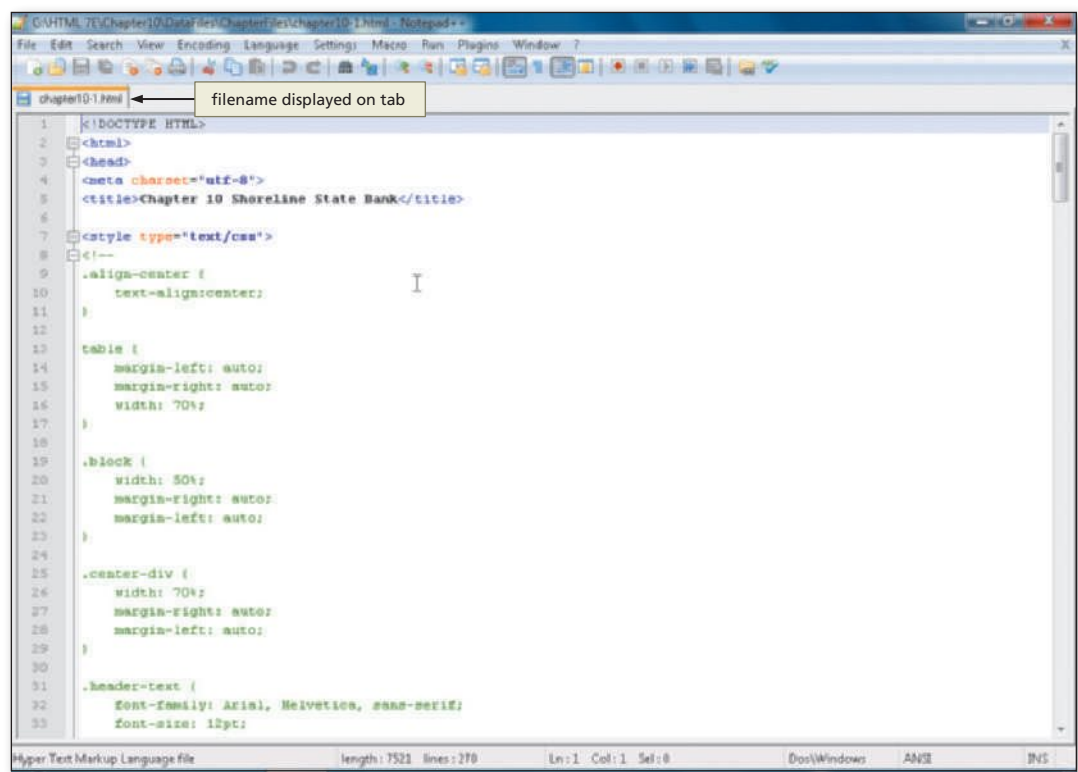 G:\HTML 7E\Chapter10\DataFiles\ChapterFiles\chapter10-1.html - Notepad++
File Edit Search View Encoding Language Settings Macro Run Plugins Window ? X
chapter10-1.html
filename displayed on tab
1 <!DOCTYPE HTML>
2 <html>
3 <head>
4 <meta charset="utf-8">
5 <title>Chapter 10 Shoreline State Bank</title>
6
7 <style type="text/css">
8 <!--
9 .align-center {
10 text-align:center;
11 }
12
13 table {
14 margin-left: auto;
15 margin-right: auto;
16 width: 70%;
17 }
18
19 .block {
20 width: 50%;
21 margin-right: auto;
22 margin-left: auto;
23 }
24
25 .center-div {
26 width: 70%;
27 margin-right: auto;
28 margin-left: auto;
29 }
30
31 .header-text {
32 font-family: Arial, Helvetica, sans-serif;
33 font-size: 12pt;
Hyper Text Markup Language file length : 7521 lines : 270 Ln : 1 Col : 1 Sel : 0 Dos\Windows ANSI INS